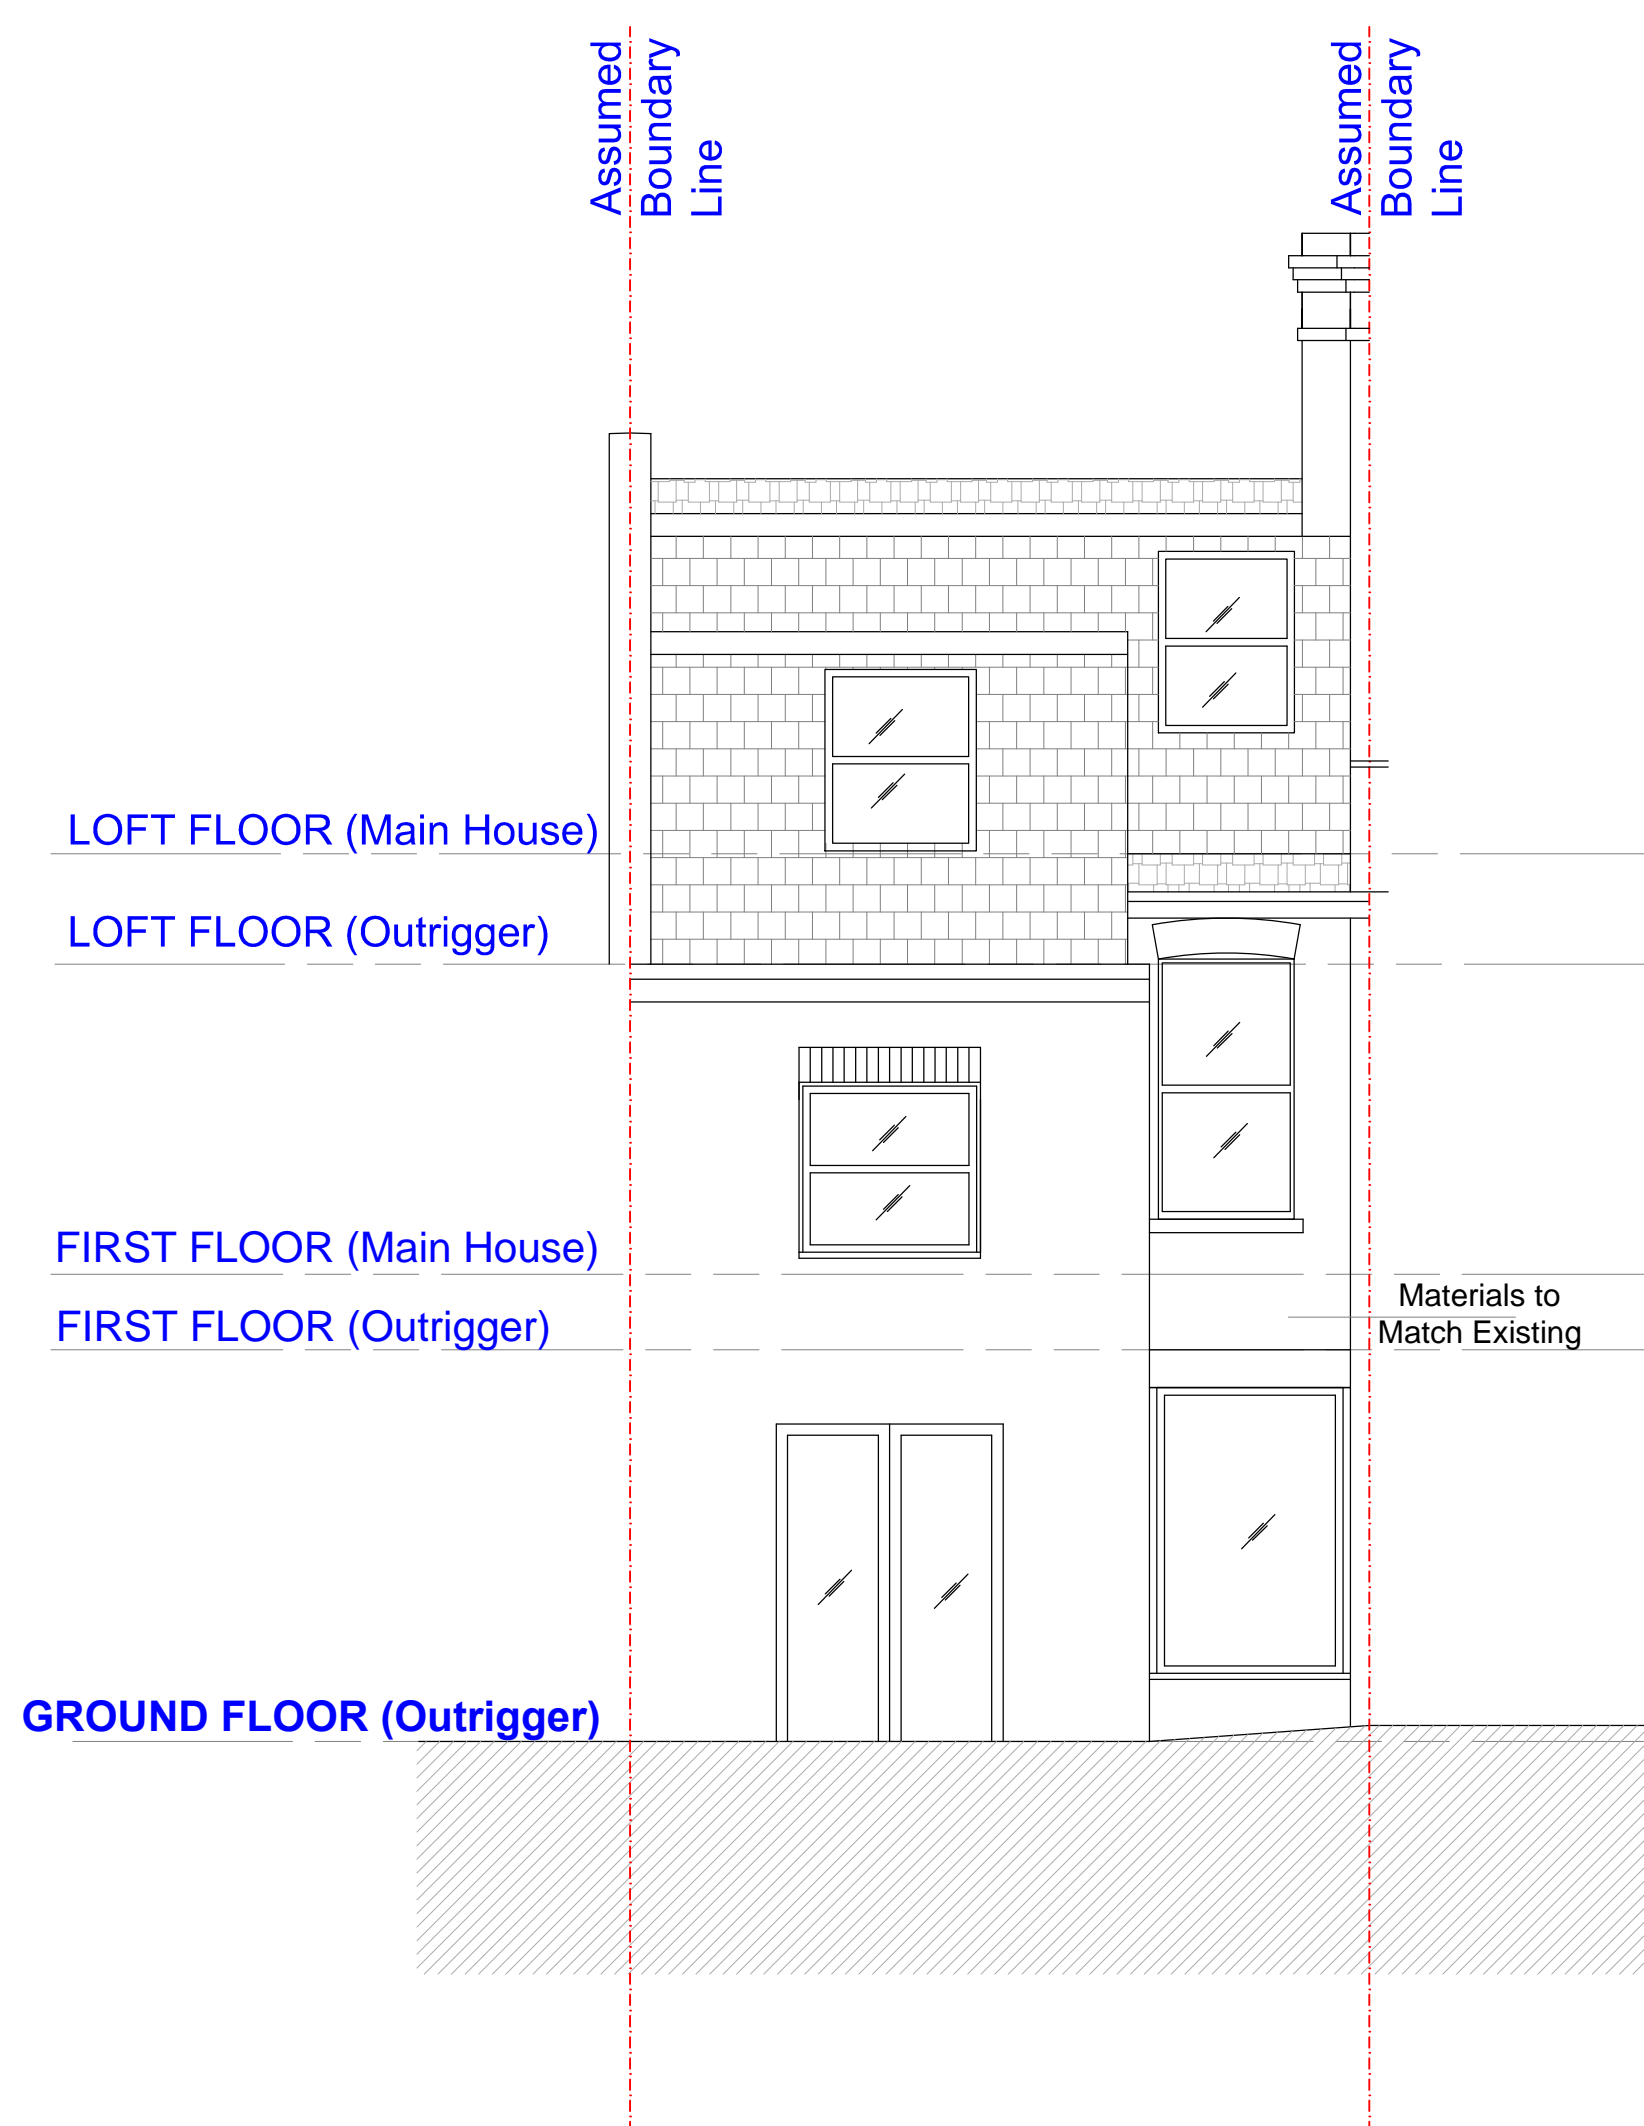 Assumed
Boundary
Line
Assumed
Boundary
Line
LOFT FLOOR (Main House)
LOFT FLOOR (Outrigger)
FIRST FLOOR (Main House)
Materials to
Match Existing
FIRST FLOOR (Outrigger)
GROUND FLOOR (Outrigger)